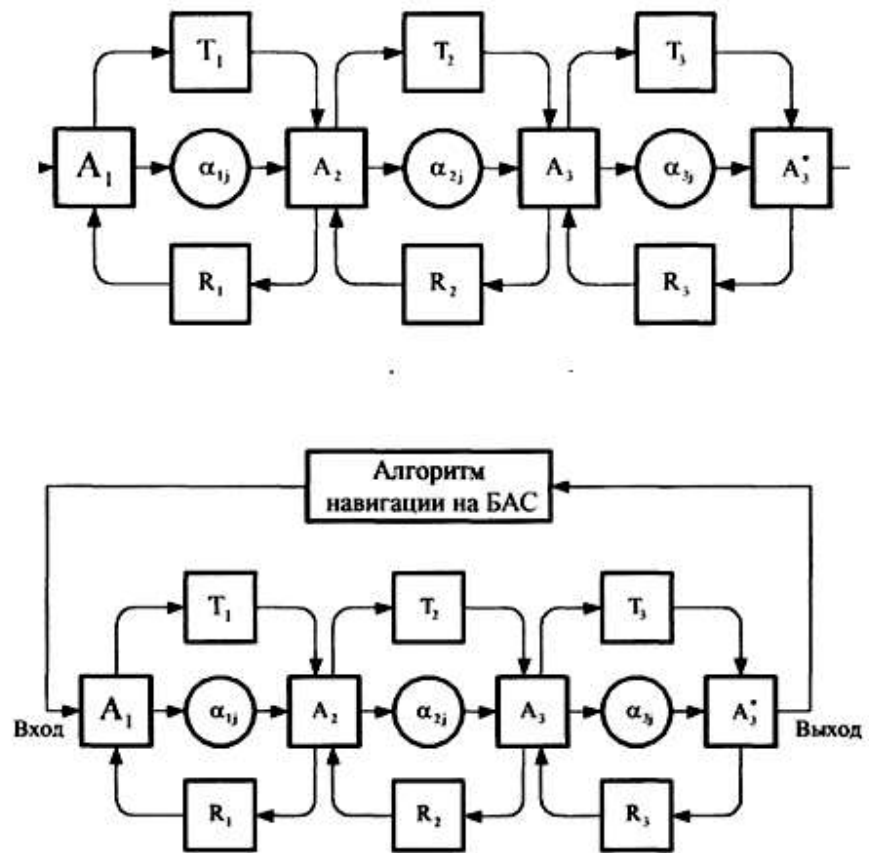 T₁ T₂ T₃
A₁ α₁ⱼ A₂ α₂ⱼ A₃ α₃ⱼ A₃*
R₁ R₂ R₃
Алгоритм
навигации на БАС
T₁ T₂ T₃
A₁ α₁ⱼ A₂ α₂ⱼ A₃ α₃ⱼ A₃*
Вход Выход
R₁ R₂ R₃